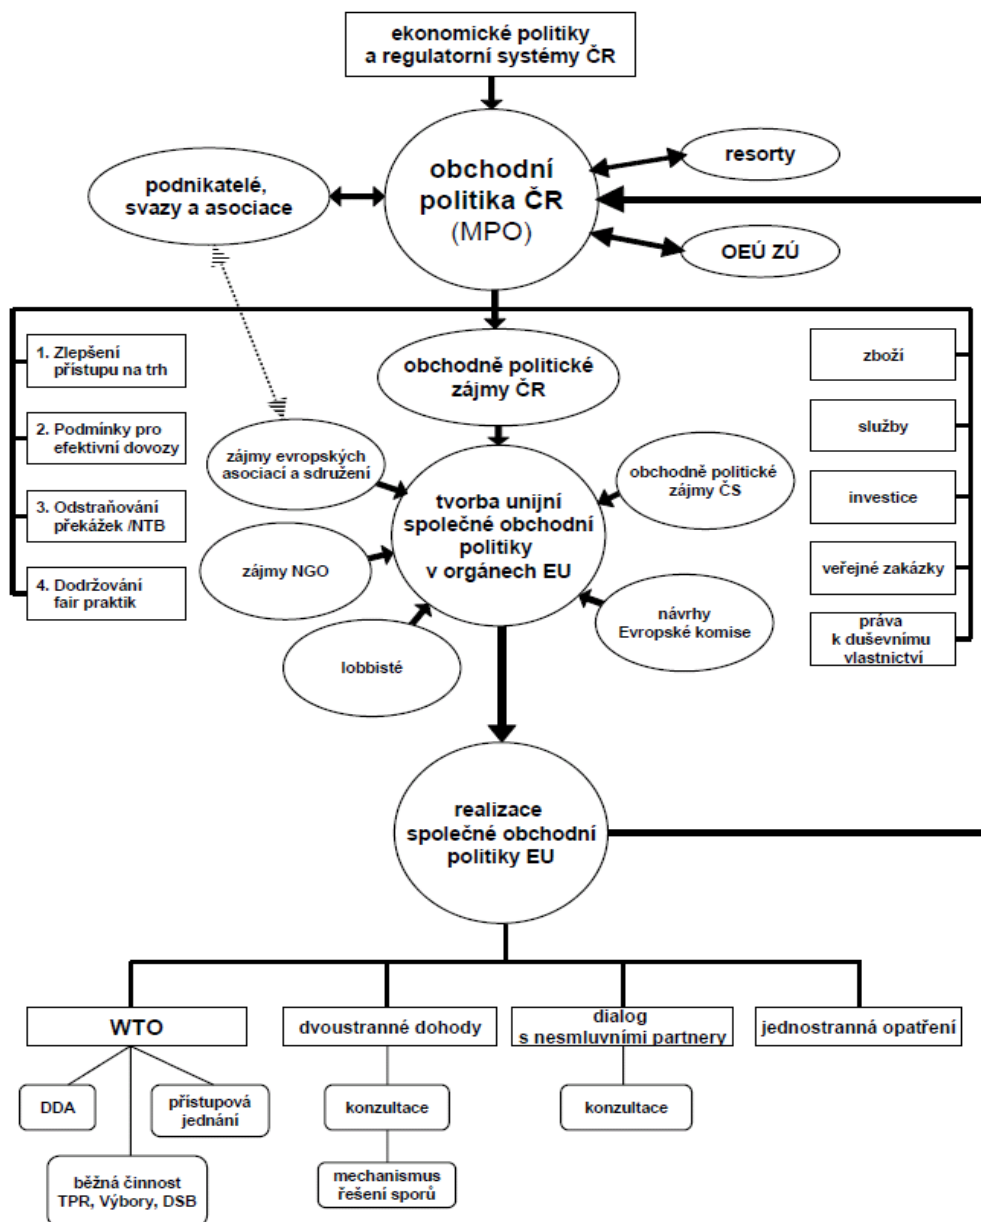 ekonomické politiky
a regulatorní systémy ČR
obchodní
politika ČR
(MPO)
resorty
podnikatelé,
svazy a asociace
OEÚ ZÚ
1. Zlepšení
přístupu na trh
2. Podmínky pro
efektivní dovozy
3. Odstraňování
překážek /NTB
4. Dodržování
fair praktik
obchodně politické
zájmy ČR
zájmy evropských
asociací a sdružení
zájmy NGO
lobbisté
tvorba unijní
společné obchodní
politiky
v orgánech EU
obchodně politické
zájmy ČS
návrhy
Evropské komise
zboží
služby
investice
veřejné zakázky
práva
k duševnímu
vlastnictví
realizace
společné obchodní
politiky EU
WTO
dvoustranné dohody
dialog
s nesmluvními partnery
jednostranná opatření
DDA
přístupová
jednání
běžná činnost
TPR, Výbory, DSB
konzultace
mechanismus
řešení sporů
konzultace